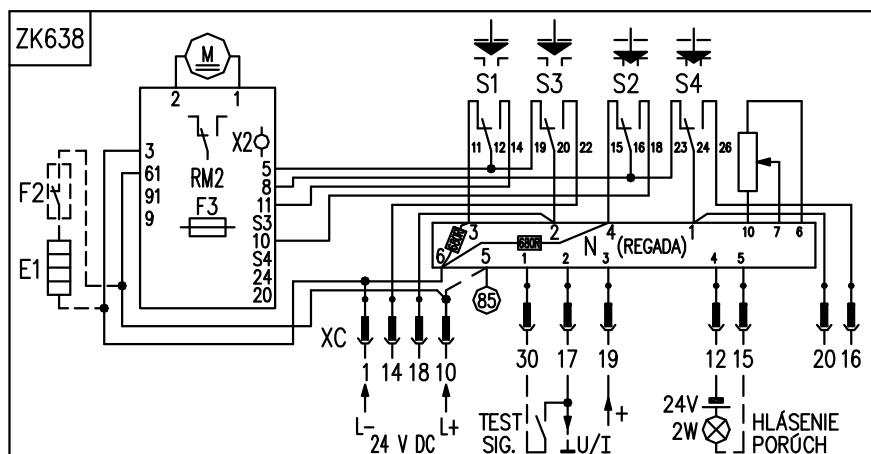 ZK638
M
2 1
S1 S3 S2 S4
3
61
91
9
X2
RM2
F3
5
8
11
S3
10
S4
24
20
F2
E1
11 12 14 19 20 22 15 16 18 23 24 26
3 2 4 1 10 7 6
680R 680R N (REGADA)
6 5 1 2 3 4 5
85
XC
1 14 18 10 30 17 19 12 15 20 16
L- L+
24 V DC
TEST
SIG.
U/I
+
24V
2W
HLÁSENIE
PORÚCH